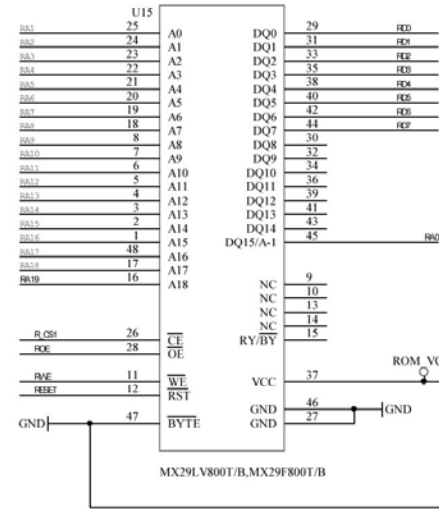 U15
RA1 25 A0 DQ0 29 RD0
RA2 24 A1 DQ1 31 RD1
RA3 23 A2 DQ2 33 RD2
RA4 22 A3 DQ3 35 RD3
RA5 21 A4 DQ4 38 RD4
RA6 20 A5 DQ5 40 RD5
RA7 19 A6 DQ6 42 RD6
RA8 18 A7 DQ7 44 RD7
RA9 8 A8 DQ8 30
RA10 7 A9 DQ9 32
RA11 6 A10 DQ10 34
RA12 5 A11 DQ11 36
RA13 4 A12 DQ12 39
RA14 3 A13 DQ13 41
RA15 2 A14 DQ14 43
RA16 1 A15 DQ15/A-1 45 RA0
RA17 48 A16
RA18 17 A17
RA19 16 A18
NC 9
NC 10
NC 13
NC 14
R_CS1 26 CE RY/BY 15
ROE 28 OE
ROM_VC
RWE 11 WE VCC 37
RESET 12 RST
GND 46 GND
GND 47 BYTE GND 27
MX29LV800T/B,MX29F800T/B